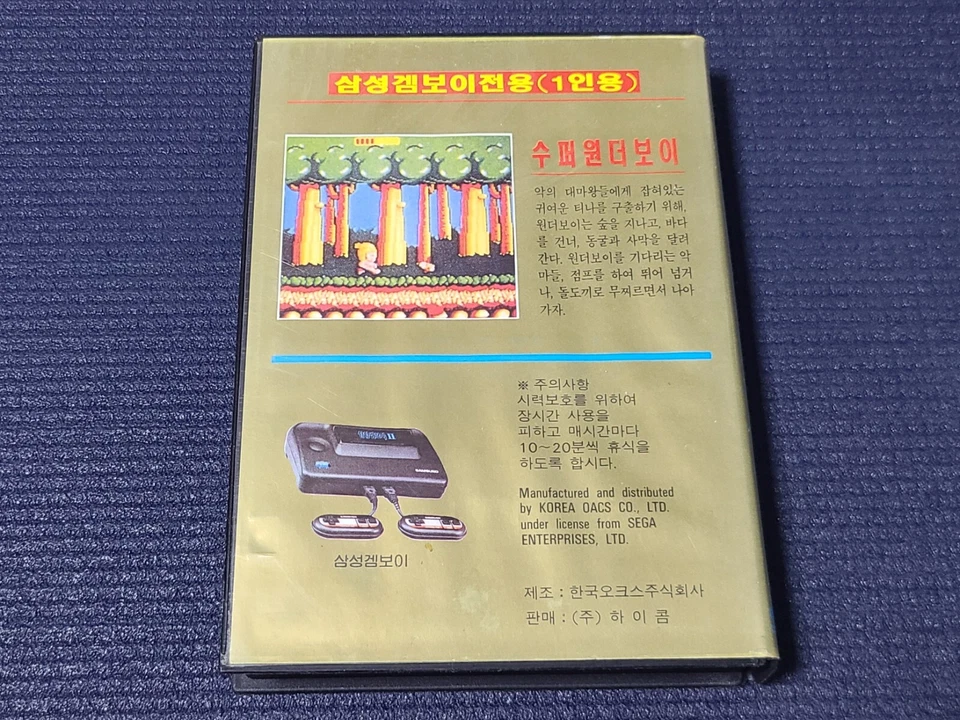 삼성겜보이전용(1인용)
수퍼원더보이
악의 대마왕들에게 잡혀있는
귀여운 티나를 구출하기 위해,
원더보이는 숲을 지나고, 바다
를 건너, 동굴과 사막을 달려
간다. 원더보이를 기다리는 악
마들, 점프를 하여 뛰어 넘거
나, 돌도끼로 무찌르면서 나아
가자.
※ 주의사항
시력보호를 위하여
장시간 사용을
피하고 매시간마다
10~20분씩 휴식을
하도록 합시다.
SAMSUNG
삼성겜보이
Manufactured and distributed
by KOREA OACS CO., LTD.
under license from SEGA
ENTERPRISES, LTD.
제조 : 한국오크스주식회사
판매 : (주) 하 이 콤